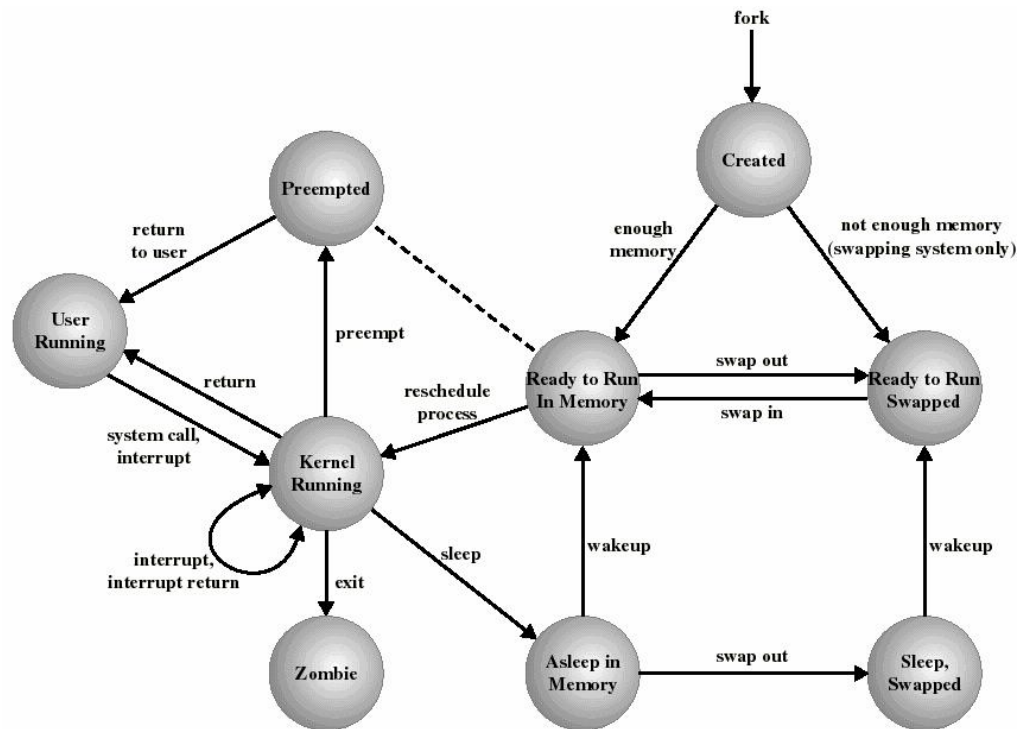 fork
Created
Preempted
return
to user
enough
memory
not enough memory
(swapping system only)
User
Running
preempt
return
reschedule
process
Ready to Run
In Memory
swap out
swap in
Ready to Run
Swapped
system call,
interrupt
Kernel
Running
interrupt,
interrupt return
exit
sleep
wakeup
wakeup
Zombie
Asleep in
Memory
swap out
Sleep,
Swapped